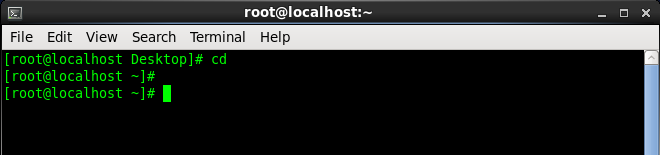 root@localhost:~
File Edit View Search Terminal Help
[root@localhost Desktop]# cd
[root@localhost ~]#
[root@localhost ~]#